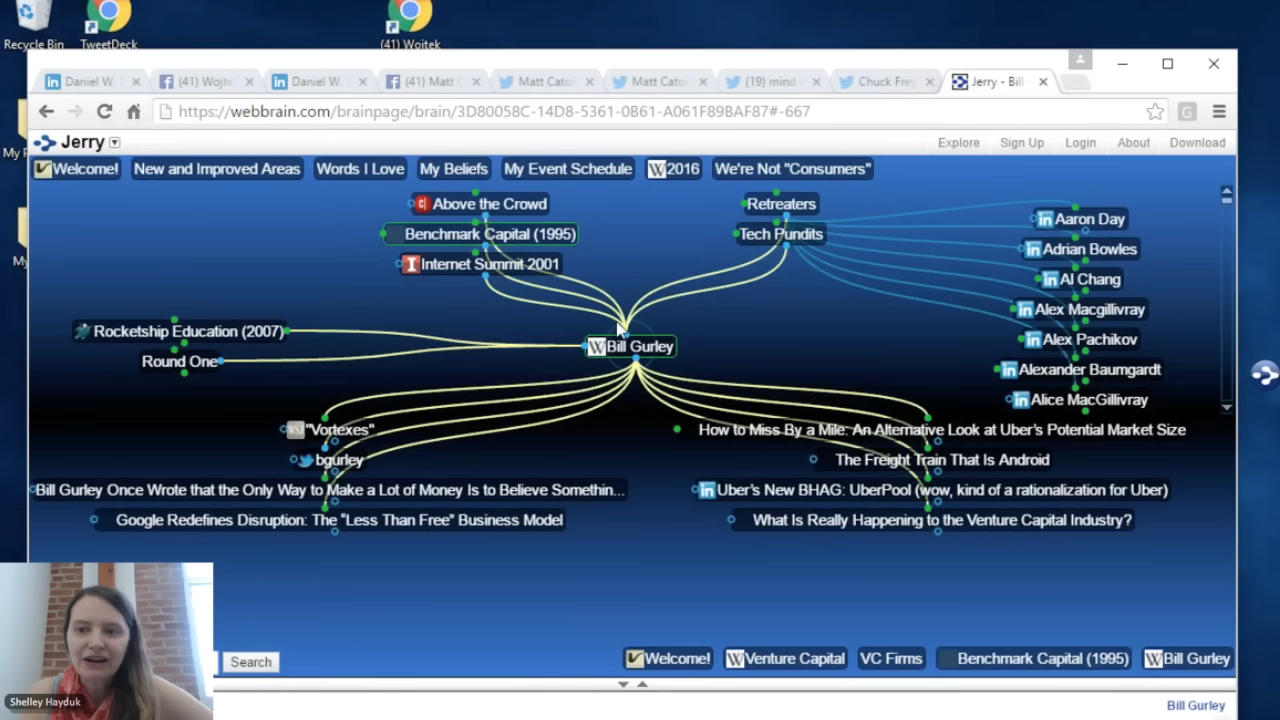 Recycle Bin
TweetDeck
(41) Wojtek
Daniel W.
(41) Wojte
Daniel W.
(41) Matt C
Matt Cato
Matt Cato
(19) mind
Chuck Fre
Jerry - Bill
https://webbrain.com/brainpage/brain/3D80058C-14D8-5361-0B61-A061F89BAF87#-667
Jerry
Explore
Sign Up
Login
About
Download
Welcome!
New and Improved Areas
Words I Love
My Beliefs
My Event Schedule
2016
We're Not "Consumers"
Above the Crowd
Benchmark Capital (1995)
Internet Summit 2001
Retreaters
Tech Pundits
Aaron Day
Adrian Bowles
Al Chang
Alex Macgillivray
Alex Pachikov
Alexander Baumgardt
Alice MacGillivray
Rocketship Education (2007)
Round One
Bill Gurley
"Vortexes"
bgurley
Bill Gurley Once Wrote that the Only Way to Make a Lot of Money Is to Believe Somethin...
Google Redefines Disruption: The "Less Than Free" Business Model
How to Miss By a Mile: An Alternative Look at Uber's Potential Market Size
The Freight Train That Is Android
Uber's New BHAG: UberPool (wow, kind of a rationalization for Uber)
What Is Really Happening to the Venture Capital Industry?
Search
Welcome!
Venture Capital
VC Firms
Benchmark Capital (1995)
Bill Gurley
Shelley Hayduk
Bill Gurley